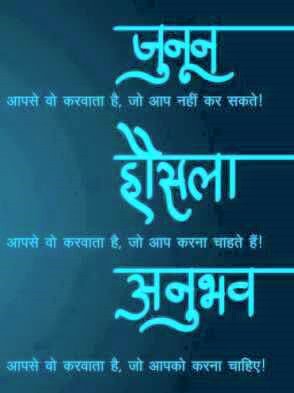 जुनून
आपसे वो करवाता है, जो आप नहीं कर सकते!
हौसला
आपसे वो करवाता है, जो आप करना चाहते हैं!
अनुभव
आपसे वो करवाता है, जो आपको करना चाहिए!